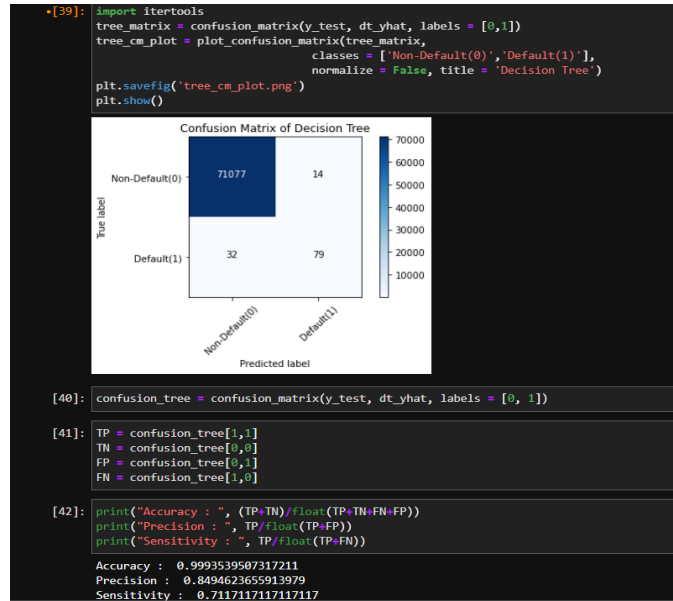 •[39]: import itertools
tree_matrix = confusion_matrix(y_test, dt_yhat, labels = [0,1])
tree_cm_plot = plot_confusion_matrix(tree_matrix,
classes = ['Non-Default(0)','Default(1)'],
normalize = False, title = 'Decision Tree')
plt.savefig('tree_cm_plot.png')
plt.show()
Confusion Matrix of Decision Tree
70000
60000
50000
40000
30000
20000
10000
True label
Non-Default(0)
71077
14
Default(1)
32
79
Non-Default(0)
Default(1)
Predicted label
[40]: confusion_tree = confusion_matrix(y_test, dt_yhat, labels = [0, 1])
[41]: TP = confusion_tree[1,1]
TN = confusion_tree[0,0]
FP = confusion_tree[0,1]
FN = confusion_tree[1,0]
[42]: print("Accuracy : ", (TP+TN)/float(TP+TN+FN+FP))
print("Precision : ", TP/float(TP+FP))
print("Sensitivity : ", TP/float(TP+FN))
Accuracy :  0.9993539507317211
Precision :  0.8494623655913979
Sensitivity :  0.7117117117117117